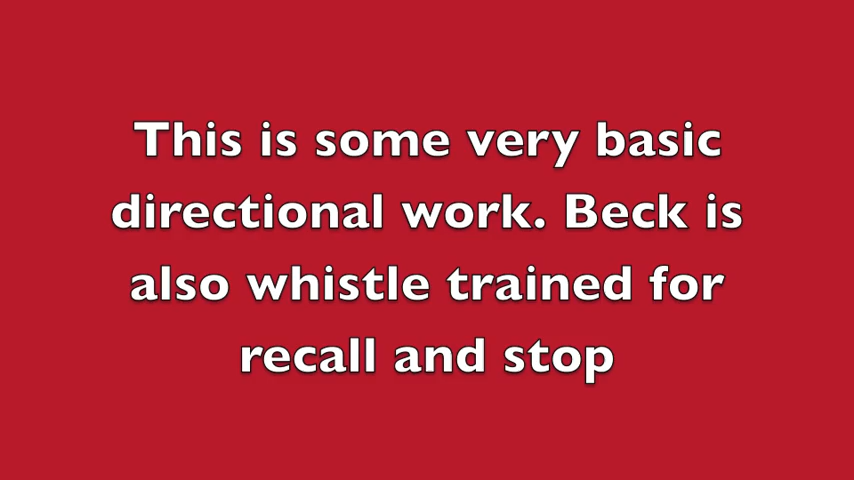 This is some very basic
directional work. Beck is
also whistle trained for
recall and stop